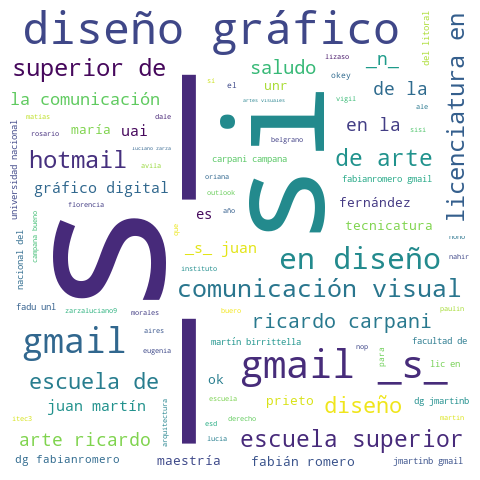 diseño gráfico
del litoral
licenciatura en
superior de
saludo
lizaso
_n_
okey
si
el
unr
de la
la comunicación
artes visuales
vigil
ale
matias
dale
rosario
maría
uai
belgrano
en la
sisi
luciano zarza
universidad nacional
hotmail
avila
carpani campana
de arte
oriana
fabianromero gmail
gráfico digital
outlook
fernández
nahir
florencia
es
año
tecnicatura
si
sí
que
nono
nacional del
campana bueno
_s_ juan
en diseño
instituto
comunicación visual
zarzaluciano9
fadu unl
morales
bueno
ricardo carpani
paulin
gmail
aires
eugenia
martín birrittella
nop
para
facultad de
gmail _s_
lic en
escuela de
ok
juan martín
escuela
prieto
diseño
dg jmartinb
itec3
arquitectura
esd
derecho
martin
arte ricardo
lucia
escuela superior
dg fabianromero
maestría
fabián romero
jmartinb gmail